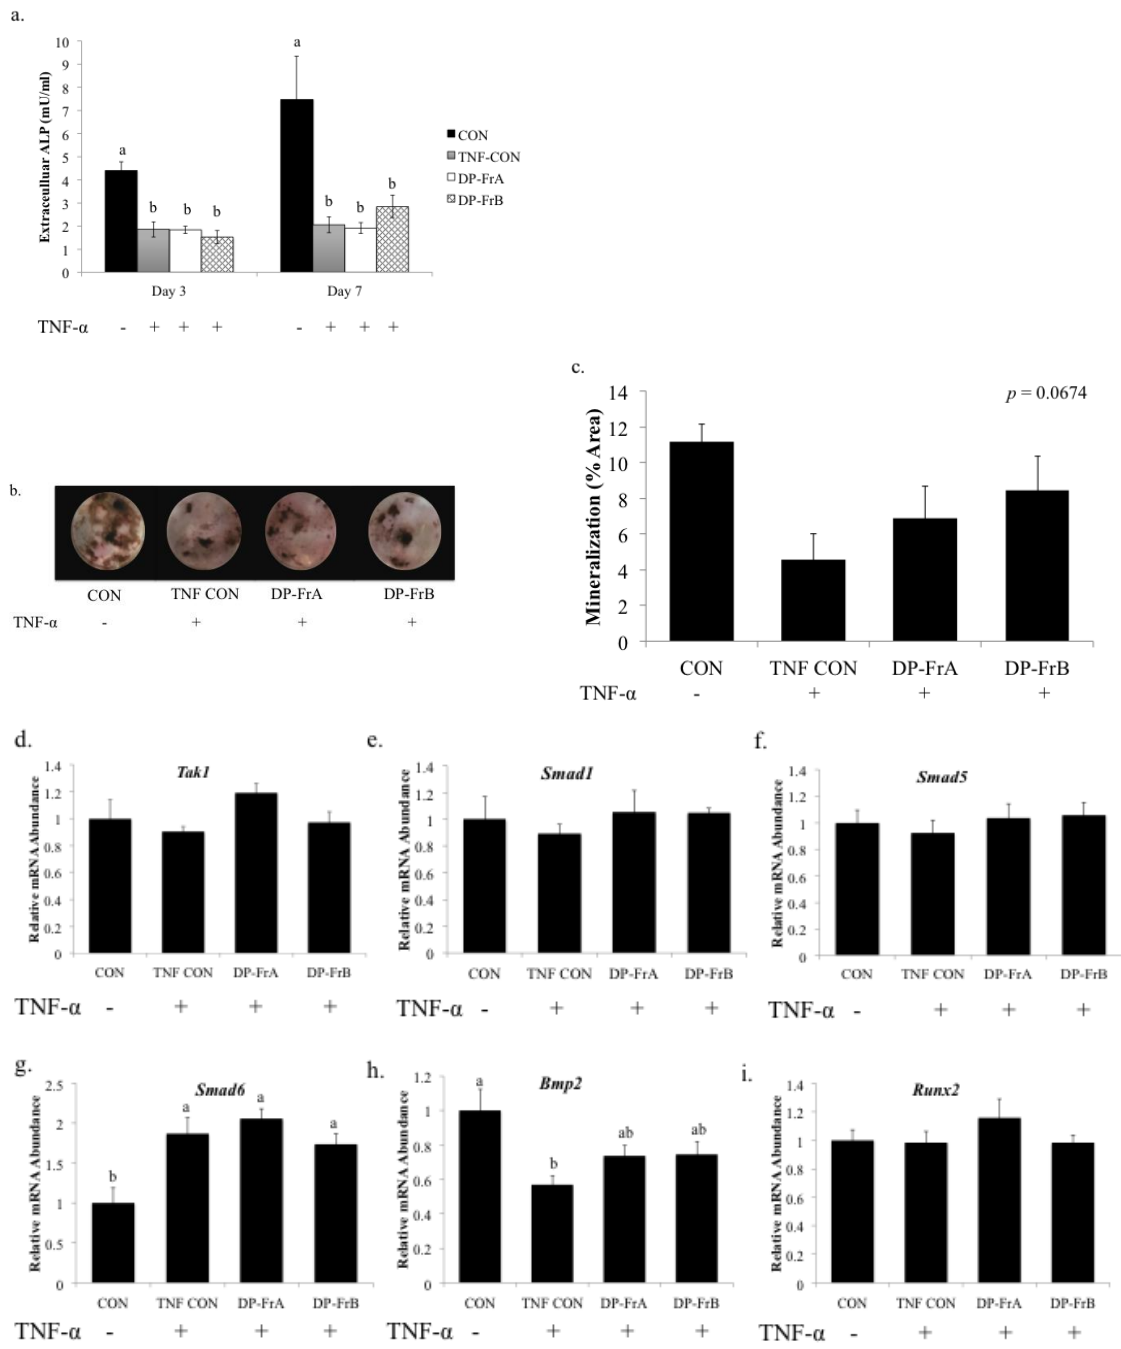 a.
10
9
8
7
6
5
4
3
2
1
0
Extraceulluar ALP (mU/ml)
a
b b b
a
b b b
Day 3 Day 7
CON
TNF-CON
DP-FrA
DP-FrB
TNF-α - + + + - + + +
b.
CON TNF CON DP-FrA DP-FrB
TNF-α - + + +
c.
14
12
10
8
6
4
2
0
Mineralization (% Area)
p = 0.0674
CON TNF CON DP-FrA DP-FrB
TNF-α - + + +
d.
Tak1
Relative mRNA Abundance
1.4
1.2
1
0.8
0.6
0.4
0.2
0
CON TNF CON DP-FrA DP-FrB
TNF-α - + + +
e.
Smad1
Relative mRNA Abundance
1.4
1.2
1
0.8
0.6
0.4
0.2
0
CON TNF CON DP-FrA DP-FrB
TNF-α - + + +
f.
Smad5
Relative mRNA Abundance
1.4
1.2
1
0.8
0.6
0.4
0.2
0
CON TNF CON DP-FrA DP-FrB
TNF-α - + + +
g.
Smad6
Relative mRNA Abundance
2.5
2
1.5
1
0.5
0
b a a a
CON TNF CON DP-FrA DP-FrB
TNF-α - + + +
h.
Bmp2
Relative mRNA Abundance
1.2
1
0.8
0.6
0.4
0.2
0
a b ab ab
CON TNF CON DP-FrA DP-FrB
TNF-α - + + +
i.
Runx2
Relative mRNA Abundance
1.4
1.2
1
0.8
0.6
0.4
0.2
0
CON TNF CON DP-FrA DP-FrB
TNF-α - + + +